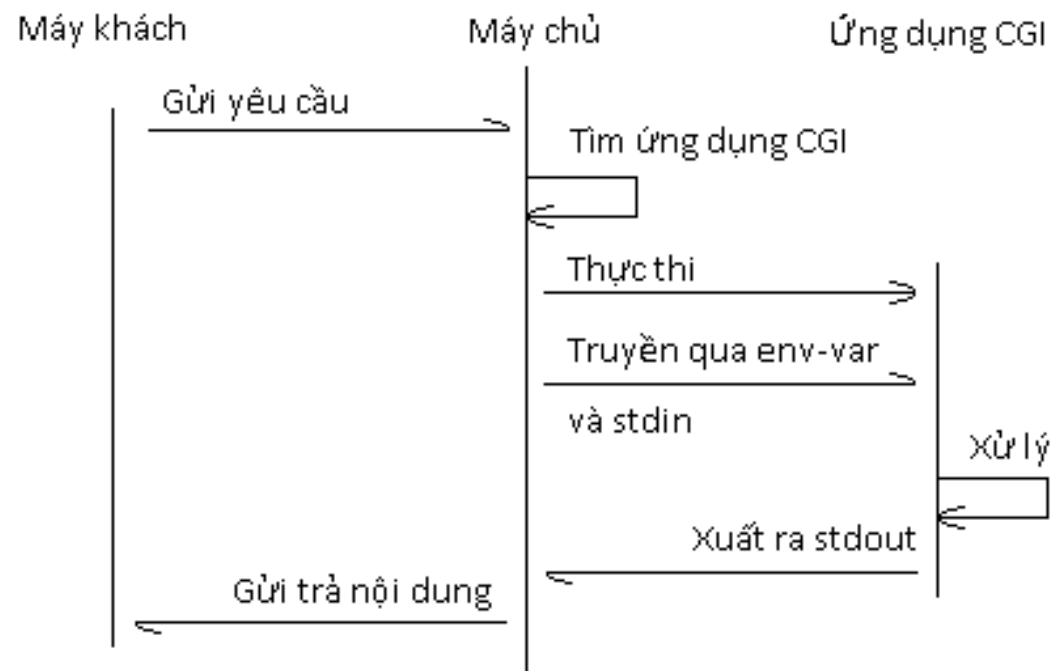 Máy khách
Máy chủ
Ứng dụng CGI
Gửi yêu cầu
Tìm ứng dụng CGI
Thực thi
Truyền qua env-var
và stdin
Xử lý
Xuất ra stdout
Gửi trả nội dung